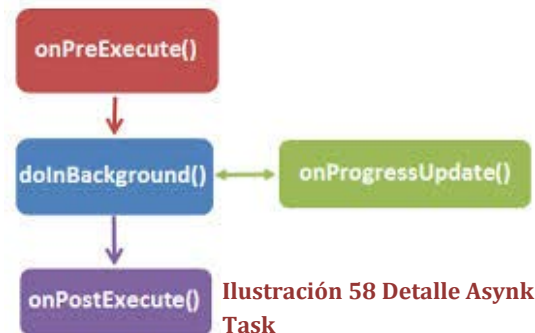 onPreExecute()
doInBackground()
onProgressUpdate()
onPostExecute()
Ilustración 58 Detalle Asynk
Task